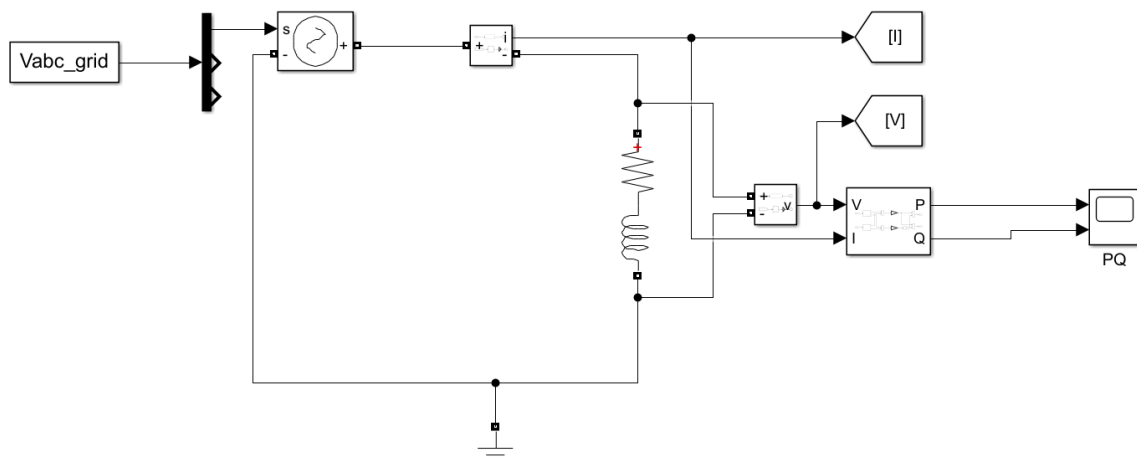 Vabc_grid
s
-
+
+
i
-
[I]
[V]
+
+
-
v
V
I
P
Q
PQ